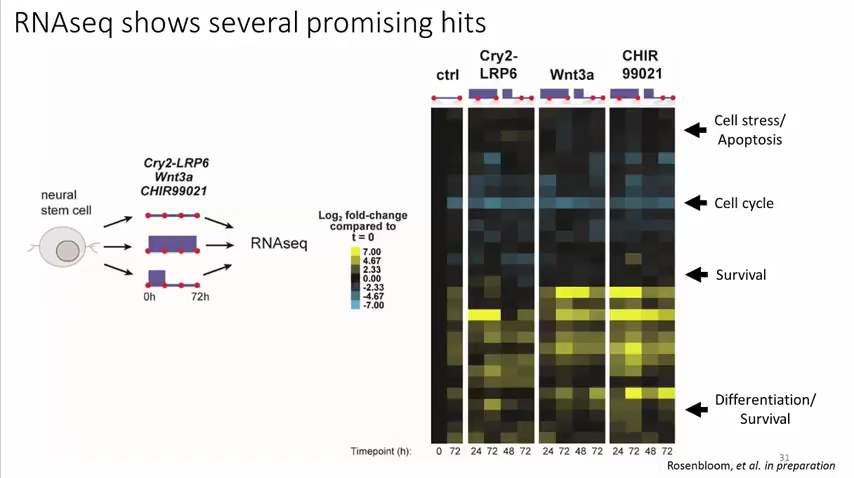 RNAseq shows several promising hits
Cry2-LRP6
Wnt3a
CHIR99021
neural
stem cell
RNAseq
0h
72h
Log2 fold-change
compared to
t = 0
7.00
4.67
2.33
0.00
-2.33
-4.67
-7.00
ctrl
Cry2-
LRP6
Wnt3a
CHIR
99021
Cell stress/
Apoptosis
Cell cycle
Survival
Differentiation/
Survival
Timepoint (h): 0 72 24 72 48 72 24 72 48 72 24 72 48 72
31
Rosenbloom, et al. in preparation